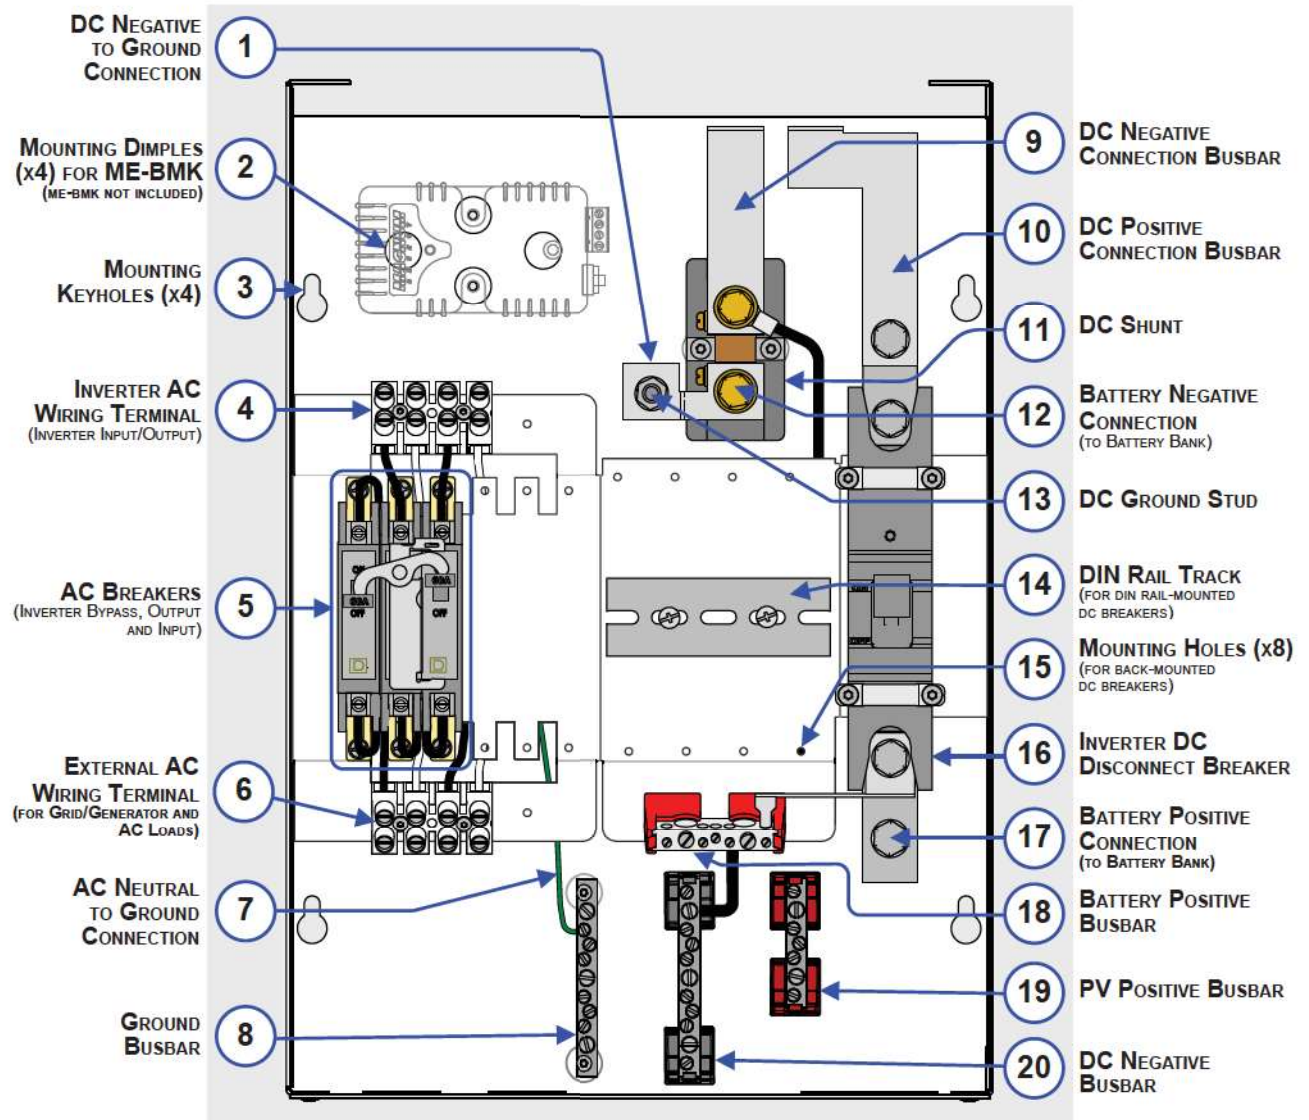 DC NEGATIVE
TO GROUND
CONNECTION
1
MOUNTING DIMPLES
(X4) FOR ME-BMK
(ME-BMK NOT INCLUDED)
2
MOUNTING
KEYHOLES (X4)
3
INVERTER AC
WIRING TERMINAL
(INVERTER INPUT/OUTPUT)
4
AC BREAKERS
(INVERTER BYPASS, OUTPUT
AND INPUT)
5
EXTERNAL AC
WIRING TERMINAL
(FOR GRID/GENERATOR AND
AC LOADS)
6
AC NEUTRAL
TO GROUND
CONNECTION
7
GROUND
BUSBAR
8
60A
OFF
60A
OFF
9
DC NEGATIVE
CONNECTION BUSBAR
10
DC POSITIVE
CONNECTION BUSBAR
11
DC SHUNT
12
BATTERY NEGATIVE
CONNECTION
(TO BATTERY BANK)
13
DC GROUND STUD
14
DIN RAIL TRACK
(FOR DIN RAIL-MOUNTED
DC BREAKERS)
15
MOUNTING HOLES (X8)
(FOR BACK-MOUNTED
DC BREAKERS)
16
INVERTER DC
DISCONNECT BREAKER
17
BATTERY POSITIVE
CONNECTION
(TO BATTERY BANK)
18
BATTERY POSITIVE
BUSBAR
19
PV POSITIVE BUSBAR
20
DC NEGATIVE
BUSBAR